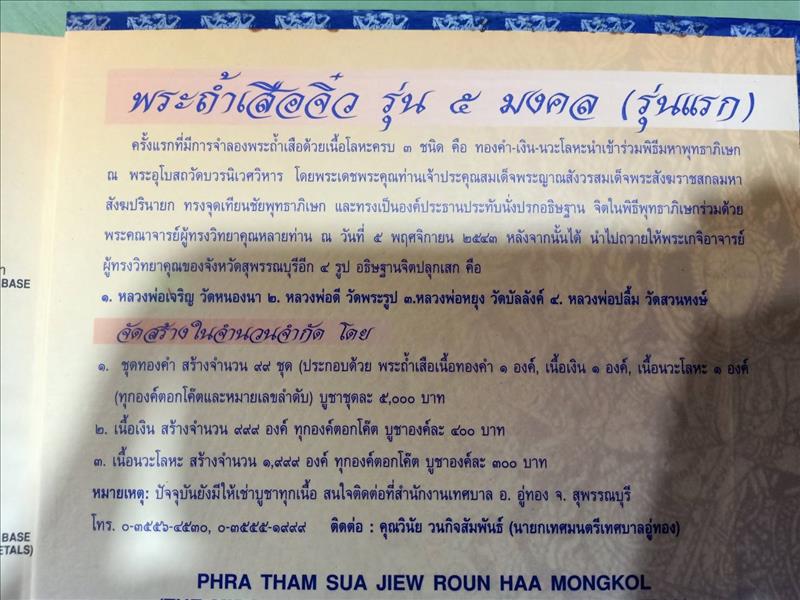 พระถ้ำเสือจิ๋ว รุ่น ๕ มงคล (รุ่นแรก)
ครั้งแรกที่มีการจำลองพระถ้ำเสือด้วยเนื้อโลหะครบ ๓ ชนิด คือ ทองคำ-เงิน-นวะโลหะนำเข้าร่วมพิธีมหาพุทธาภิเษก
ณ พระอุโบสถวัดบวรนิเวศวิหาร โดยพระเดชพระคุณท่านเจ้าประคุณสมเด็จพระญาณสังวรสมเด็จพระสังฆราชสกลมหา
สังฆปรินายก ทรงจุดเทียนชัยพุทธาภิเษก และทรงเป็นองค์ประธานประทับนั่งปรกอธิษฐาน จิตในพิธีพุทธาภิเษกร่วมด้วย
พระคณาจารย์ผู้ทรงวิทยาคุณหลายท่าน ณ วันที่ ๕ พฤศจิกายน ๒๕๔๓ หลังจากนั้นได้ นำไปถวายให้พระเกจิอาจารย์
ผู้ทรงวิทยาคุณของจังหวัดสุพรรณบุรีอีก ๔ รูป อธิษฐานจิตปลุกเสก คือ
๑. หลวงพ่อเจริญ วัดหนองนา ๒. หลวงพ่อดี วัดพระรูป ๓.หลวงพ่อหยุง วัดบัลลังค์ ๔. หลวงพ่อปลื้ม วัดสวนหงษ์
จัดสร้างในจำนวนจำกัด โดย
๑. ชุดทองคำ สร้างจำนวน ๙๙ ชุด (ประกอบด้วย พระถ้ำเสือเนื้อทองคำ ๑ องค์, เนื้อเงิน ๑ องค์, เนื้อนวะโลหะ ๑ องค์
(ทุกองค์ตอกโค๊ตและหมายเลขลำดับ) บูชาชุดละ ๕,๐๐๐ บาท
๒. เนื้อเงิน สร้างจำนวน ๙๙๙ องค์ ทุกองค์ตอกโค๊ต บูชาองค์ละ ๔๐๐ บาท
๓. เนื้อนวะโลหะ สร้างจำนวน ๑,๙๙๙ องค์ ทุกองค์ตอกโค๊ต บูชาองค์ละ ๓๐๐ บาท
หมายเหตุ: ปัจจุบันยังมีให้เช่าบูชาทุกเนื้อ สนใจติดต่อที่สำนักงานเทศบาล อ. อู่ทอง จ. สุพรรณบุรี
โทร. ๐-๓๕๕๖-๔๕๓๐, ๐-๓๕๕๕-๑๙๙๙ ติดต่อ : คุณวินัย วนกิจสัมพันธ์ (นายกเทศมนตรีเทศบาลอู่ทอง)
PHRA THAM SUA JIEW ROUN HAA MONGKOL
BASE
BASE
ETALS)